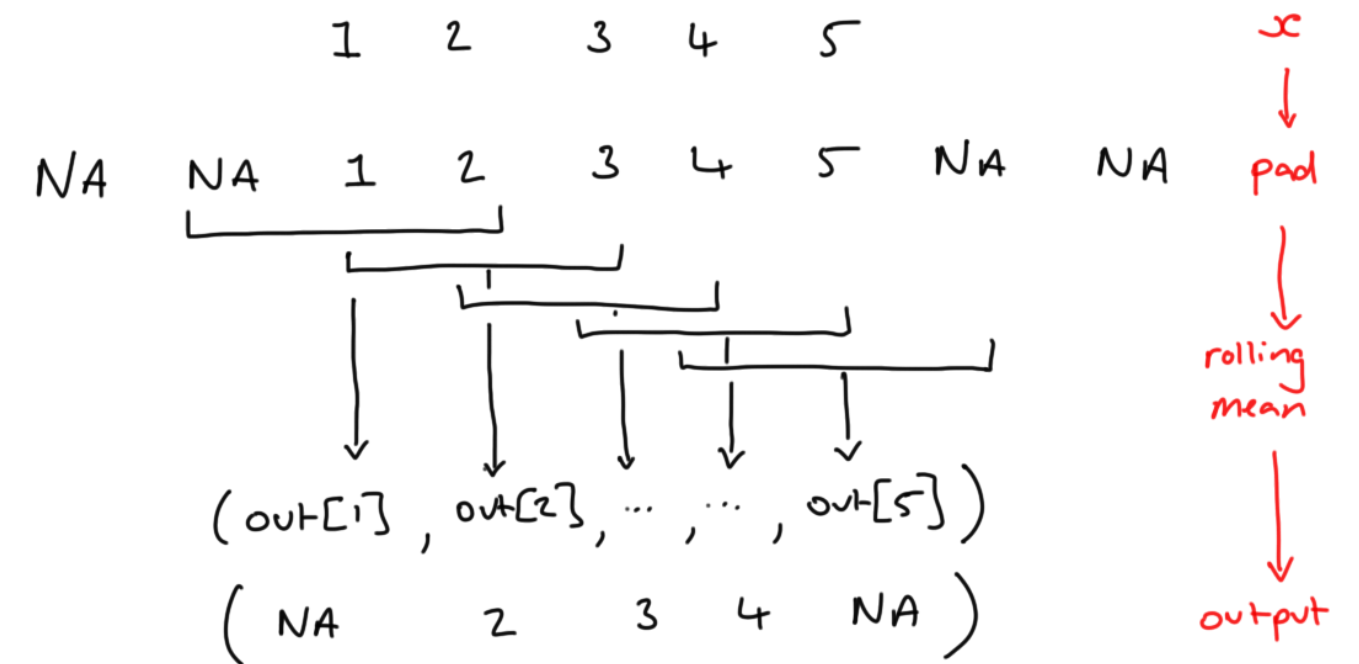 1 2 3 4 5 x
NA NA 1 2 3 4 5 NA NA pad
rolling
mean
(out[1], out[2], ..., ..., out[5])
(NA 2 3 4 NA) output